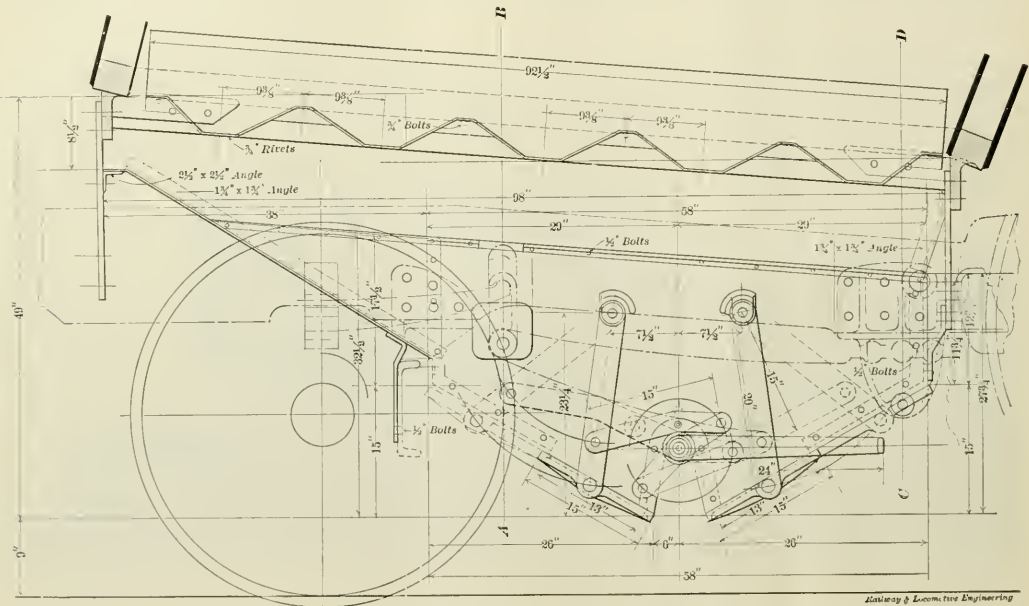 B
D
92½"
9⅜"
9⅜"
¾" Bolts
9⅜"
9⅜"
8½"
¾" Rivets
2½" x 2½" Angle
1¾" x 1¾" Angle
98"
38"
58"
29"
29"
½" Bolts
1¾" x 1¾" Angle
17½"
49"
32½"
7½"
7½"
11¾"
½" Bolts
27¾"
23¼"
15"
15"
20"
15"
½" Bolts
15"
24"
C
A
15"
13"
13"
15"
26"
6"
26"
9"
58"
Railway & Locomotive Engineering